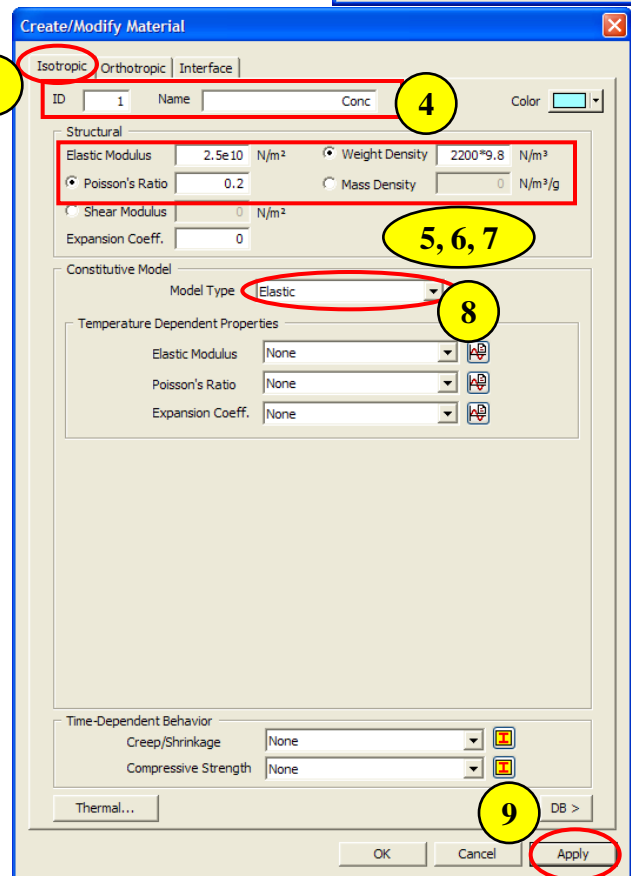 Create/Modify Material
Isotropic Orthotropic Interface
ID 1 Name Conc 4 Color
Structural
Elastic Modulus 2.5e10 N/m² Weight Density 2200*9.8 N/m³
Poisson's Ratio 0.2 Mass Density 0 N/m³/g
Shear Modulus 0 N/m²
Expansion Coeff. 0
5, 6, 7
Constitutive Model
Model Type Elastic
8
Temperature Dependent Properties
Elastic Modulus None
Poisson's Ratio None
Expansion Coeff. None
Time-Dependent Behavior
Creep/Shrinkage None
Compressive Strength None
Thermal... 9 DB >
OK Cancel Apply